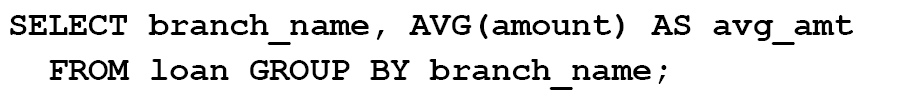 SELECT branch_name, AVG(amount) AS avg_amt
FROM loan GROUP BY branch_name;